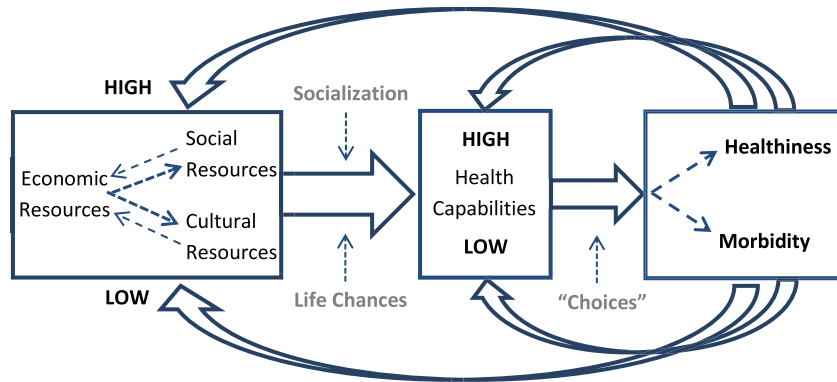 HIGH
Economic
Resources
Social
Resources
Cultural
Resources
LOW
Socialization
Life Chances
HIGH
Health
Capabilities
LOW
“Choices”
Healthiness
Morbidity